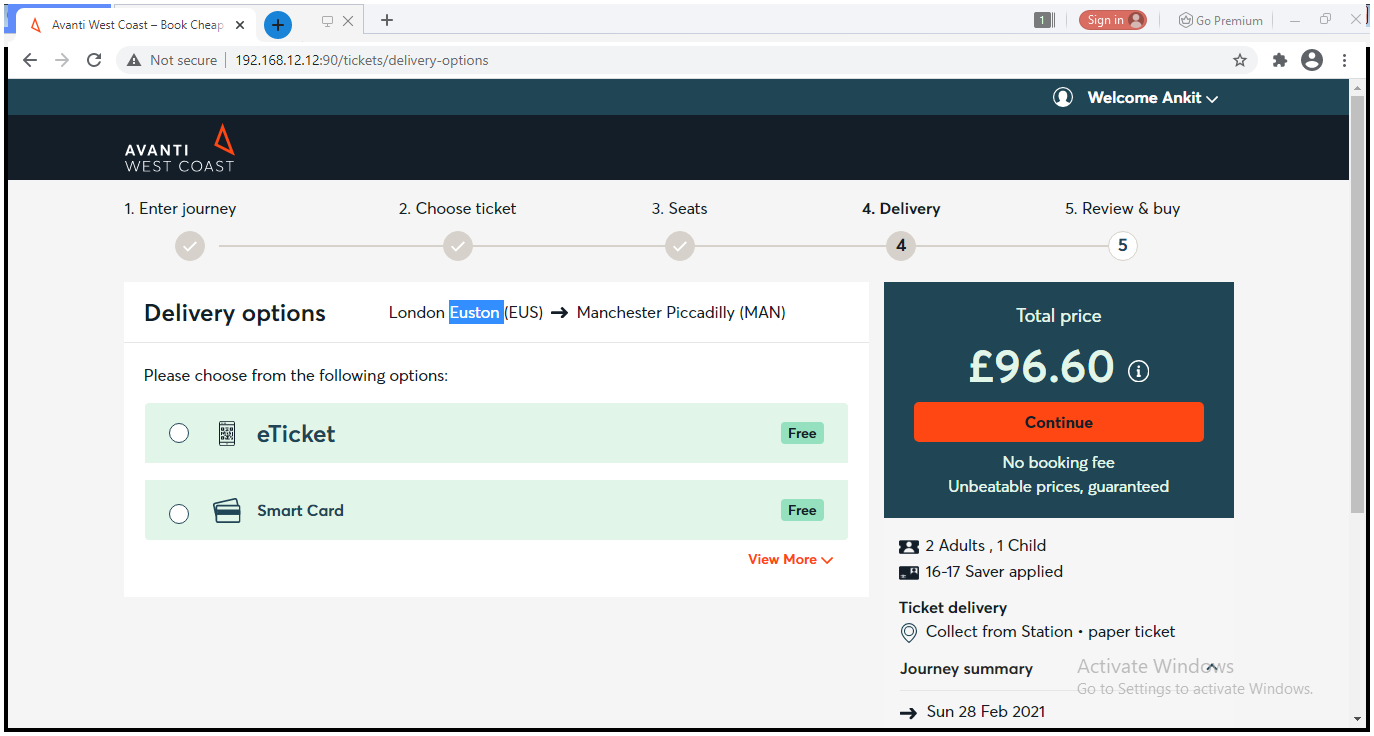 Avanti West Coast – Book Cheap
1
Sign in
Go Premium
Not secure
192.168.12.12:90/tickets/delivery-options
Welcome Ankit
AVANTI
WEST COAST
1. Enter journey
2. Choose ticket
3. Seats
4. Delivery
5. Review & buy
4
5
Delivery options
London Euston (EUS) → Manchester Piccadilly (MAN)
Please choose from the following options:
eTicket
Free
Smart Card
Free
View More
Total price
£96.60
Continue
No booking fee
Unbeatable prices, guaranteed
2 Adults , 1 Child
16-17 Saver applied
Ticket delivery
Collect from Station • paper ticket
Journey summary
Sun 28 Feb 2021
Activate Windows
Go to Settings to activate Windows.